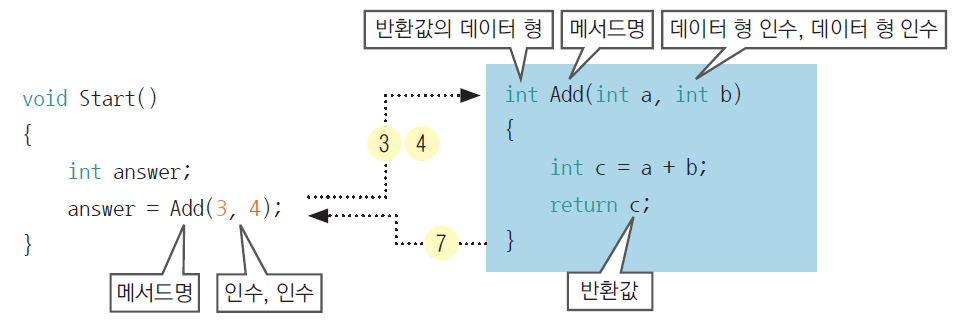 반환값의 데이터 형
메서드명
데이터 형 인수, 데이터 형 인수
void Start()
{
int answer;
answer = Add(3, 4);
}
메서드명
인수, 인수
3
4
7
int Add(int a, int b)
{
int c = a + b;
return c;
}
반환값